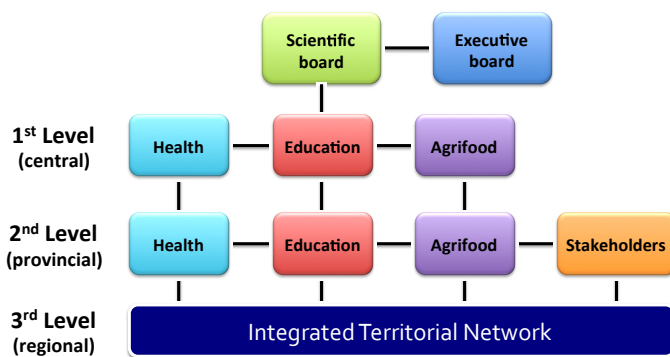 Scientific
board
Executive
board
1st Level
(central)
Health
Education
Agrifood
2nd Level
(provincial)
Health
Education
Agrifood
Stakeholders
3rd Level
(regional)
Integrated Territorial Network